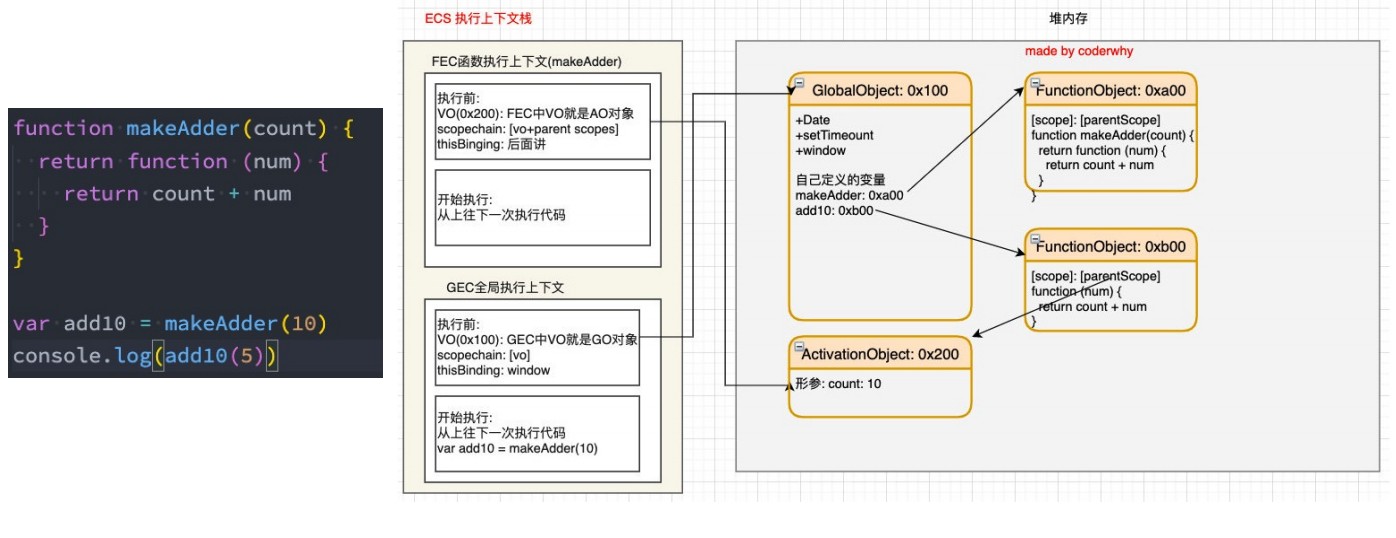 function makeAdder(count) {
return function (num) {
return count + num
}
}
var add10 = makeAdder(10)
console.log(add10(5))
ECS 执行上下文栈
FEC函数执行上下文(makeAdder)
执行前:
VO(0x200): FEC中VO就是AO对象
scopechain: [vo+parent scopes]
thisBinging: 后面讲
开始执行:
从上往下一次执行代码
GEC全局执行上下文
执行前:
VO(0x100): GEC中VO就是GO对象
scopechain: [vo]
thisBinding: window
开始执行:
从上往下一次执行代码
var add10 = makeAdder(10)
堆内存
made by coderwhy
GlobalObject: 0x100
+Date
+setTimeount
+window
自己定义的变量
makeAdder: 0xa00
add10: 0xb00
FunctionObject: 0xa00
[scope]: [parentScope]
function makeAdder(count) {
return function (num) {
return count + num
}
}
FunctionObject: 0xb00
[scope]: [parentScope]
function (num) {
return count + num
}
ActivationObject: 0x200
形参: count: 10